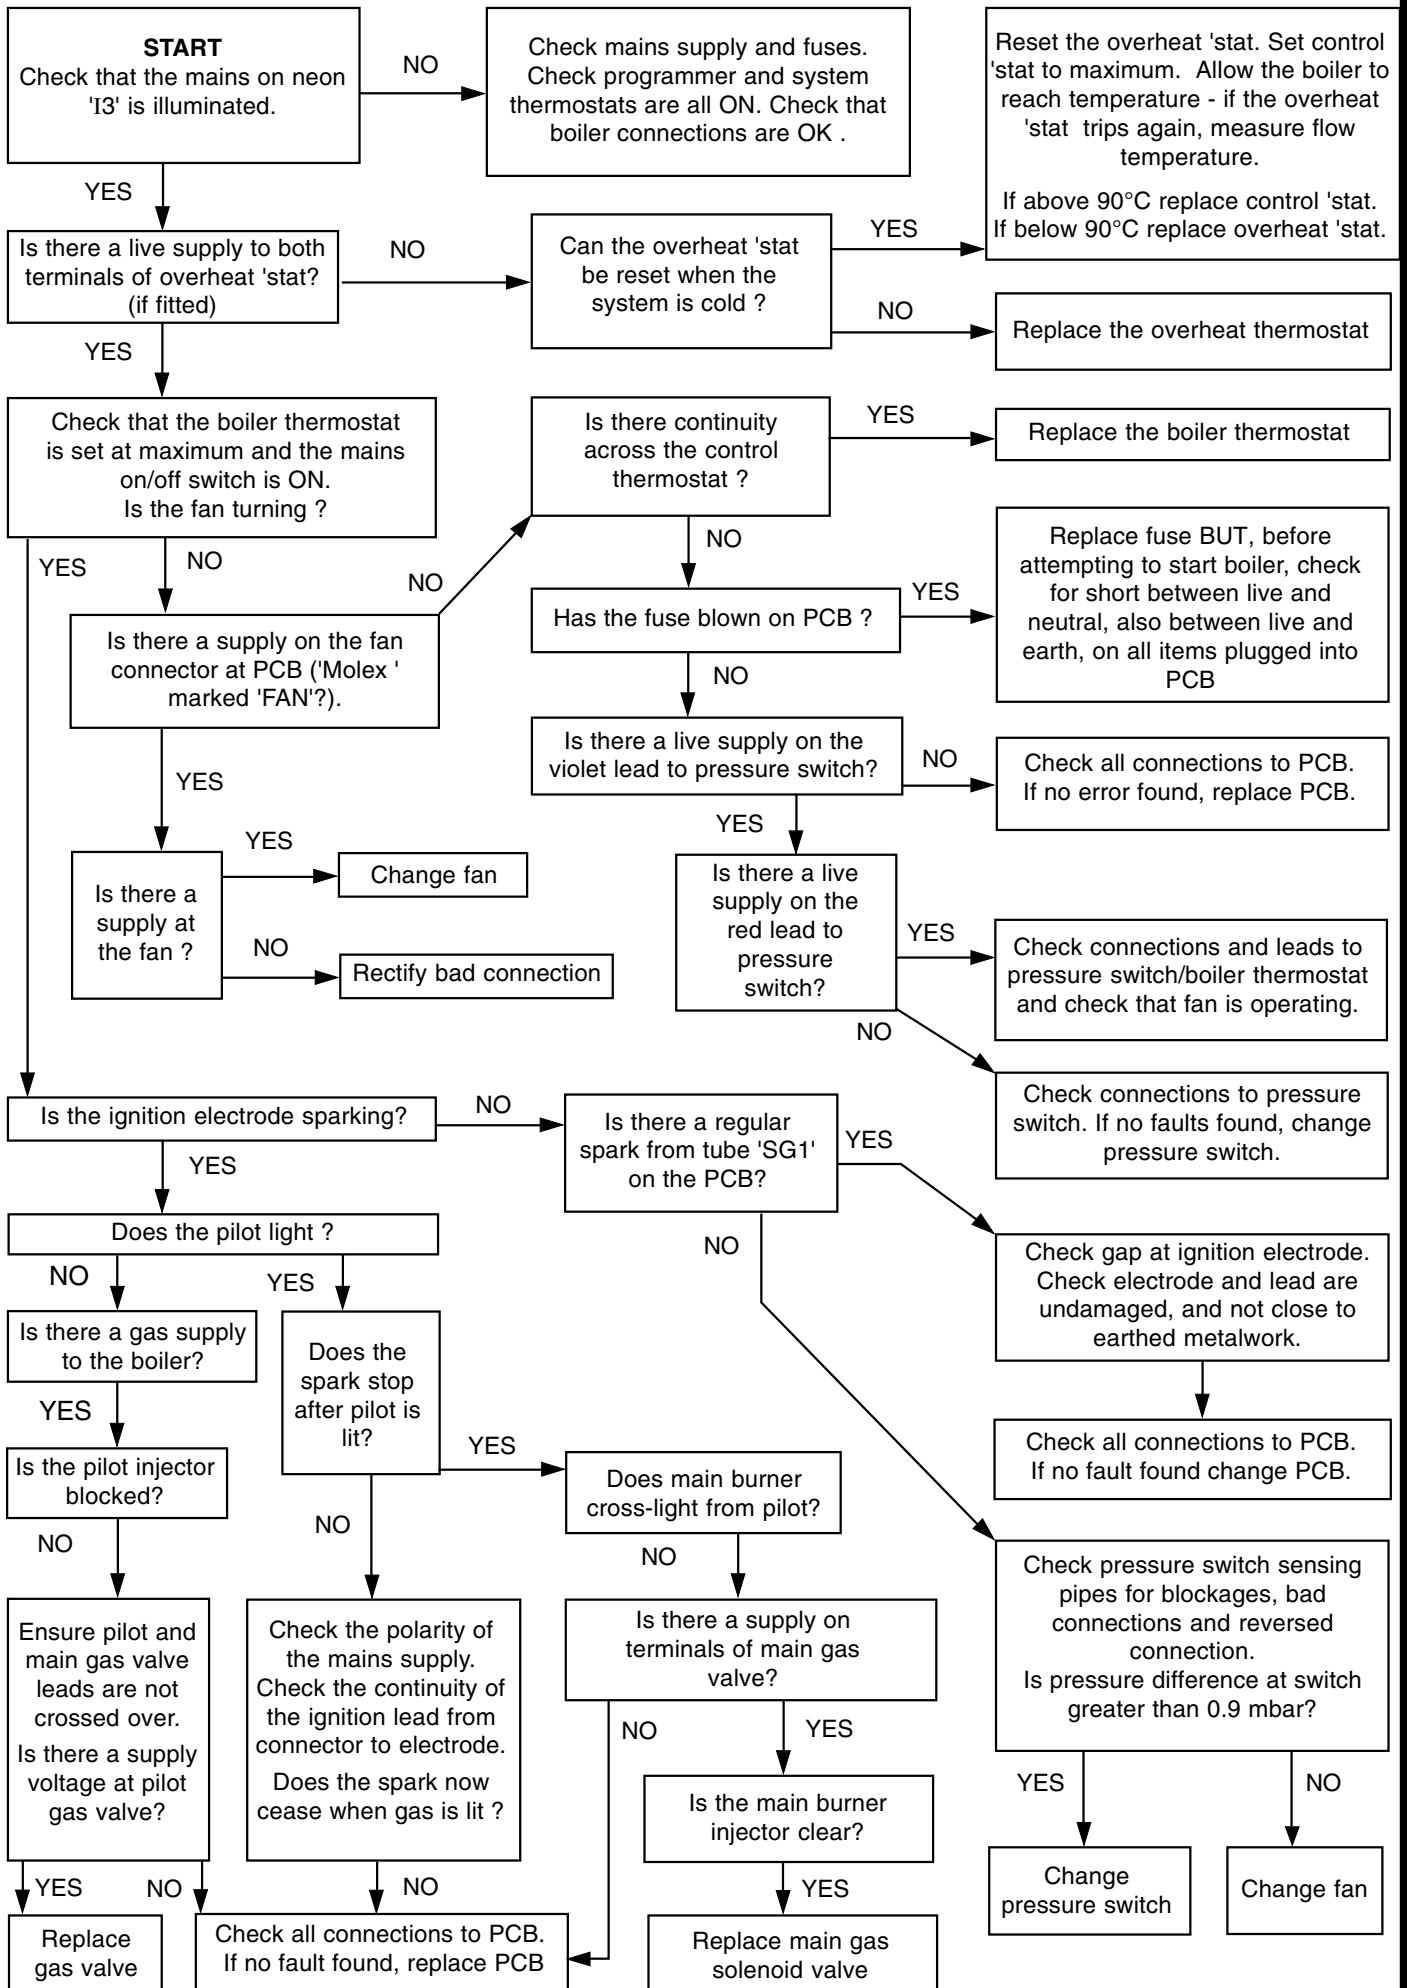 START
Check that the mains on neon
'I3' is illuminated.
NO
Check mains supply and fuses.
Check programmer and system
thermostats are all ON. Check that
boiler connections are OK .
Reset the overheat 'stat. Set control
'stat to maximum. Allow the boiler to
reach temperature - if the overheat
'stat trips again, measure flow
temperature.
If above 90°C replace control 'stat.
If below 90°C replace overheat 'stat.
YES
Is there a live supply to both
terminals of overheat 'stat?
(if fitted)
NO
Can the overheat 'stat
be reset when the
system is cold ?
YES
NO
Replace the overheat thermostat
YES
Check that the boiler thermostat
is set at maximum and the mains
on/off switch is ON.
Is the fan turning ?
Is there continuity
across the control
thermostat ?
YES
Replace the boiler thermostat
YES
NO
NO
NO
Is there a supply on the fan
connector at PCB ('Molex '
marked 'FAN'?).
Has the fuse blown on PCB ?
YES
Replace fuse BUT, before
attempting to start boiler, check
for short between live and
neutral, also between live and
earth, on all items plugged into
PCB
NO
Is there a live supply on the
violet lead to pressure switch?
NO
Check all connections to PCB.
If no error found, replace PCB.
YES
YES
Is there a
supply at
the fan ?
YES
Change fan
NO
Rectify bad connection
Is there a live
supply on the
red lead to
pressure
switch?
YES
Check connections and leads to
pressure switch/boiler thermostat
and check that fan is operating.
NO
Check connections to pressure
switch. If no faults found, change
pressure switch.
Is the ignition electrode sparking?
NO
Is there a regular
spark from tube 'SG1'
on the PCB?
YES
YES
Does the pilot light ?
NO
Check gap at ignition electrode.
Check electrode and lead are
undamaged, and not close to
earthed metalwork.
NO
YES
Is there a gas supply
to the boiler?
Does the
spark stop
after pilot is
lit?
YES
Check all connections to PCB.
If no fault found change PCB.
YES
Is the pilot injector
blocked?
Does main burner
cross-light from pilot?
NO
NO
NO
Check pressure switch sensing
pipes for blockages, bad
connections and reversed
connection.
Is pressure difference at switch
greater than 0.9 mbar?
Ensure pilot and
main gas valve
leads are not
crossed over.
Is there a supply
voltage at pilot
gas valve?
Check the polarity of
the mains supply.
Check the continuity of
the ignition lead from
connector to electrode.
Does the spark now
cease when gas is lit ?
Is there a supply on
terminals of main gas
valve?
NO
YES
YES
NO
Is the main burner
injector clear?
Change
pressure switch
Change fan
YES
NO
NO
YES
Replace
gas valve
Check all connections to PCB.
If no fault found, replace PCB
Replace main gas
solenoid valve